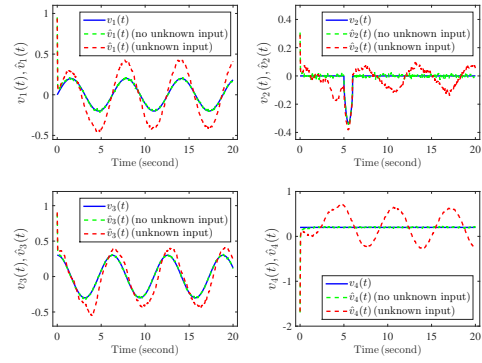 v₁(t)
v̂₁(t) (no unknown input)
v̂₁(t) (unknown input)
v₁(t), v̂₁(t)
1
0.5
0
-0.5
0 5 10 15 20
Time (second)
v₂(t)
v̂₂(t) (no unknown input)
v̂₂(t) (unknown input)
v₂(t), v̂₂(t)
0.4
0.2
0
-0.2
-0.4
0 5 10 15 20
Time (second)
v₃(t)
v̂₃(t) (no unknown input)
v̂₃(t) (unknown input)
v₃(t), v̂₃(t)
1
0.5
0
-0.5
0 5 10 15 20
Time (second)
v₄(t), v̂₄(t)
1
0
-1
-2
v₄(t)
v̂₄(t) (no unknown input)
v̂₄(t) (unknown input)
0 5 10 15 20
Time (second)